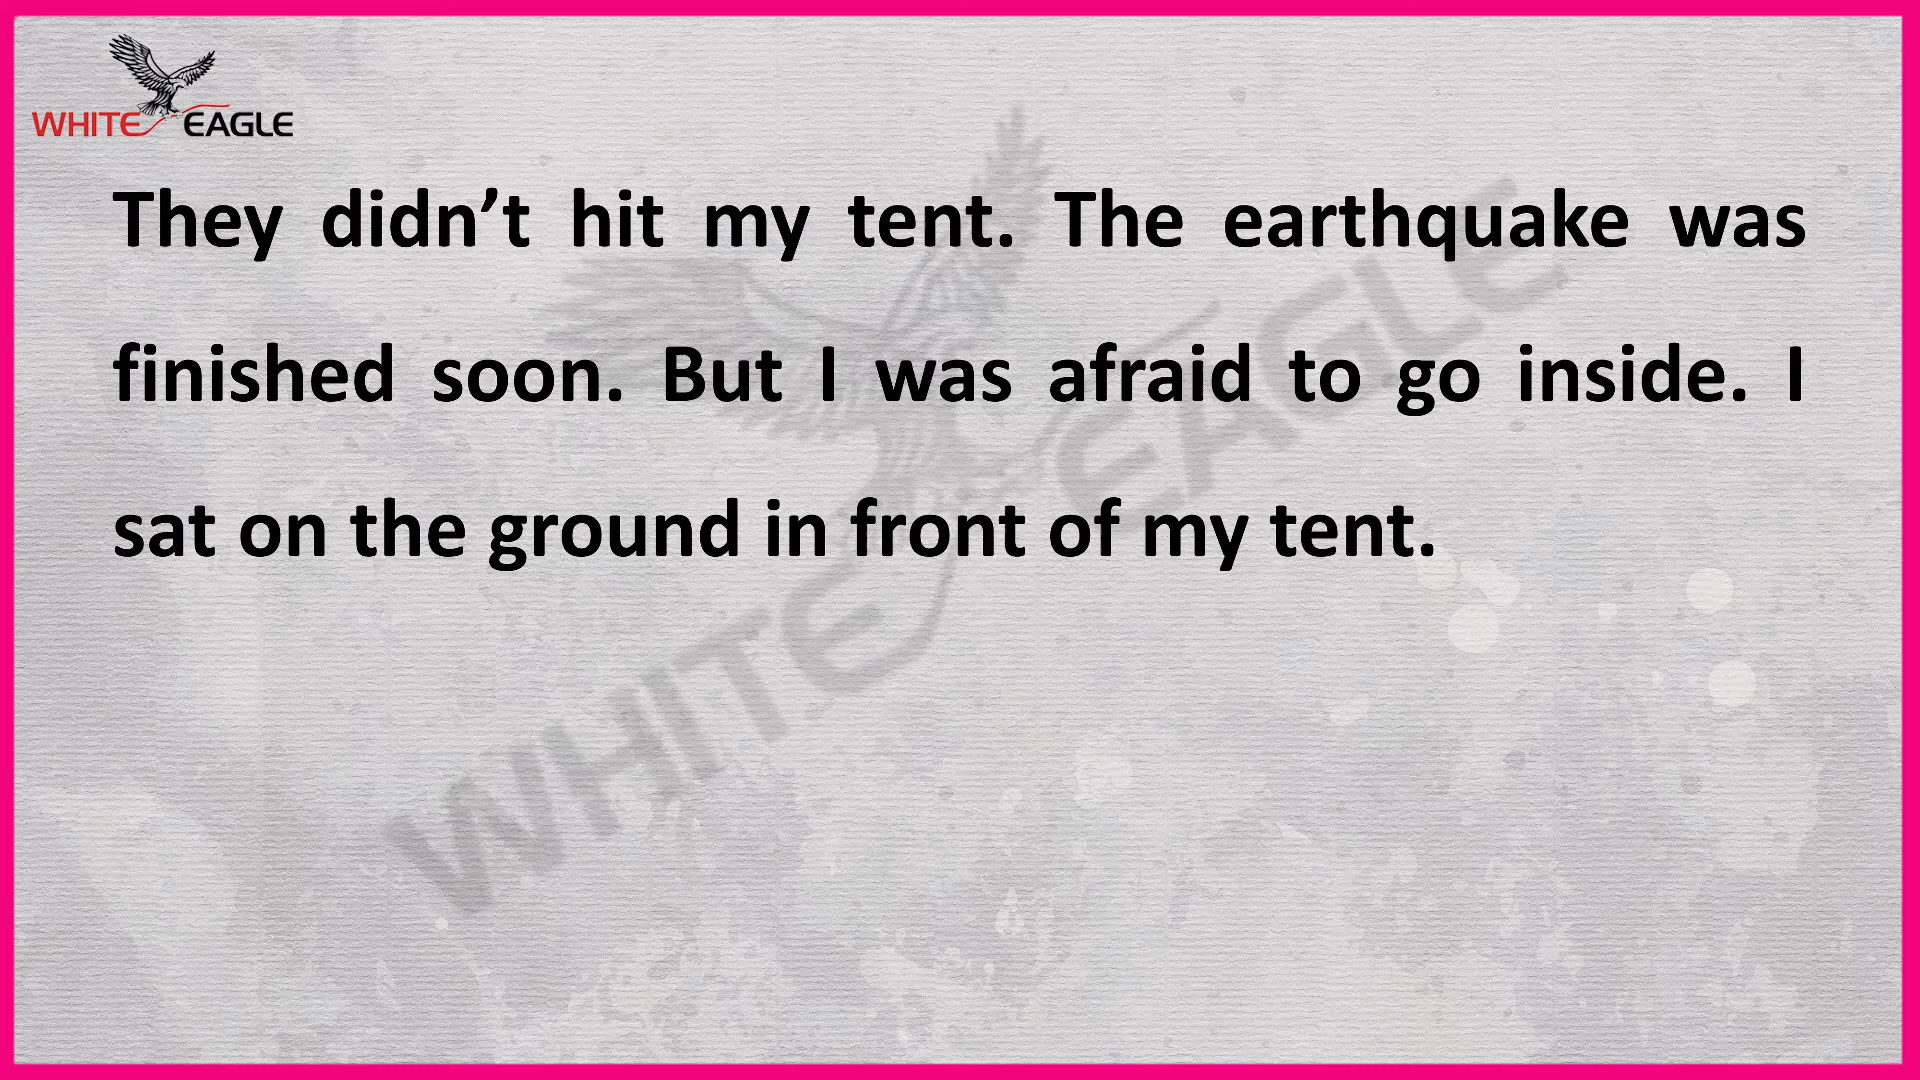 WHITE EAGLE
They didn’t hit my tent. The earthquake was
finished soon. But I was afraid to go inside. I
sat on the ground in front of my tent.
WHITE EAGLE